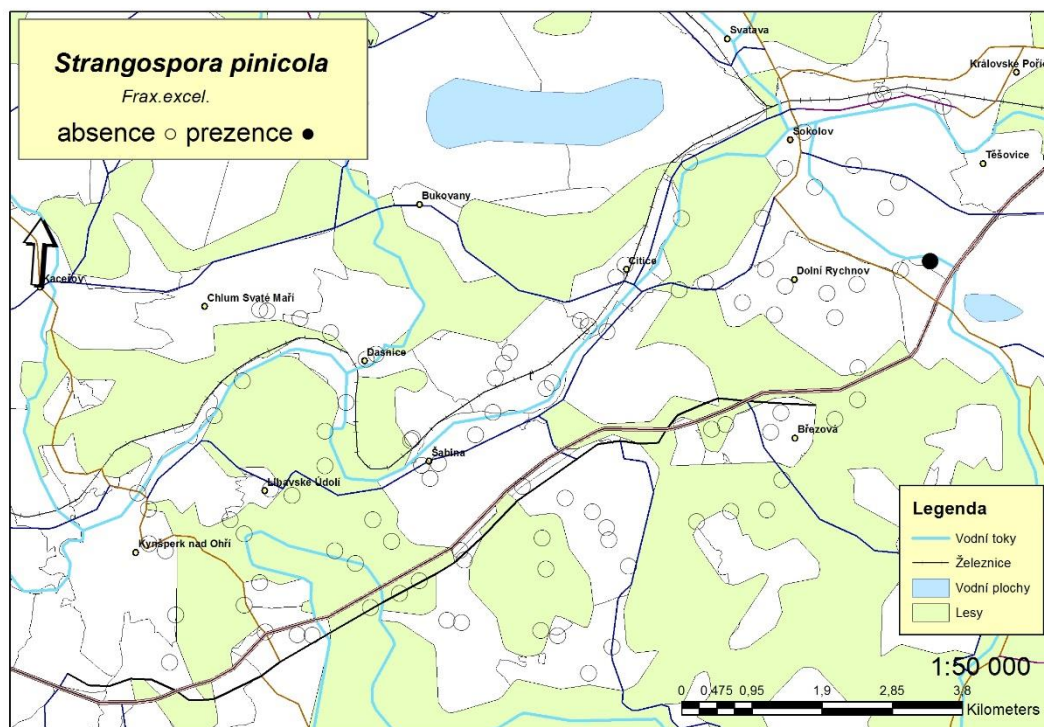 Strangospora pinicola
Frax.excel.
absence ○ prezence ●
Svatava
Královské Poříč
Sokolov
Těšovice
Bukovany
Kaceřov
Citice
Dolní Rychnov
Chlum Svaté Maří
Dasnice
Březová
Šabina
Libavské Údolí
Kynšperk nad Ohří
Legenda
Vodní toky
Železnice
Vodní plochy
Lesy
1:50 000
0 0,475 0,95 1,9 2,85 3,8
Kilometers